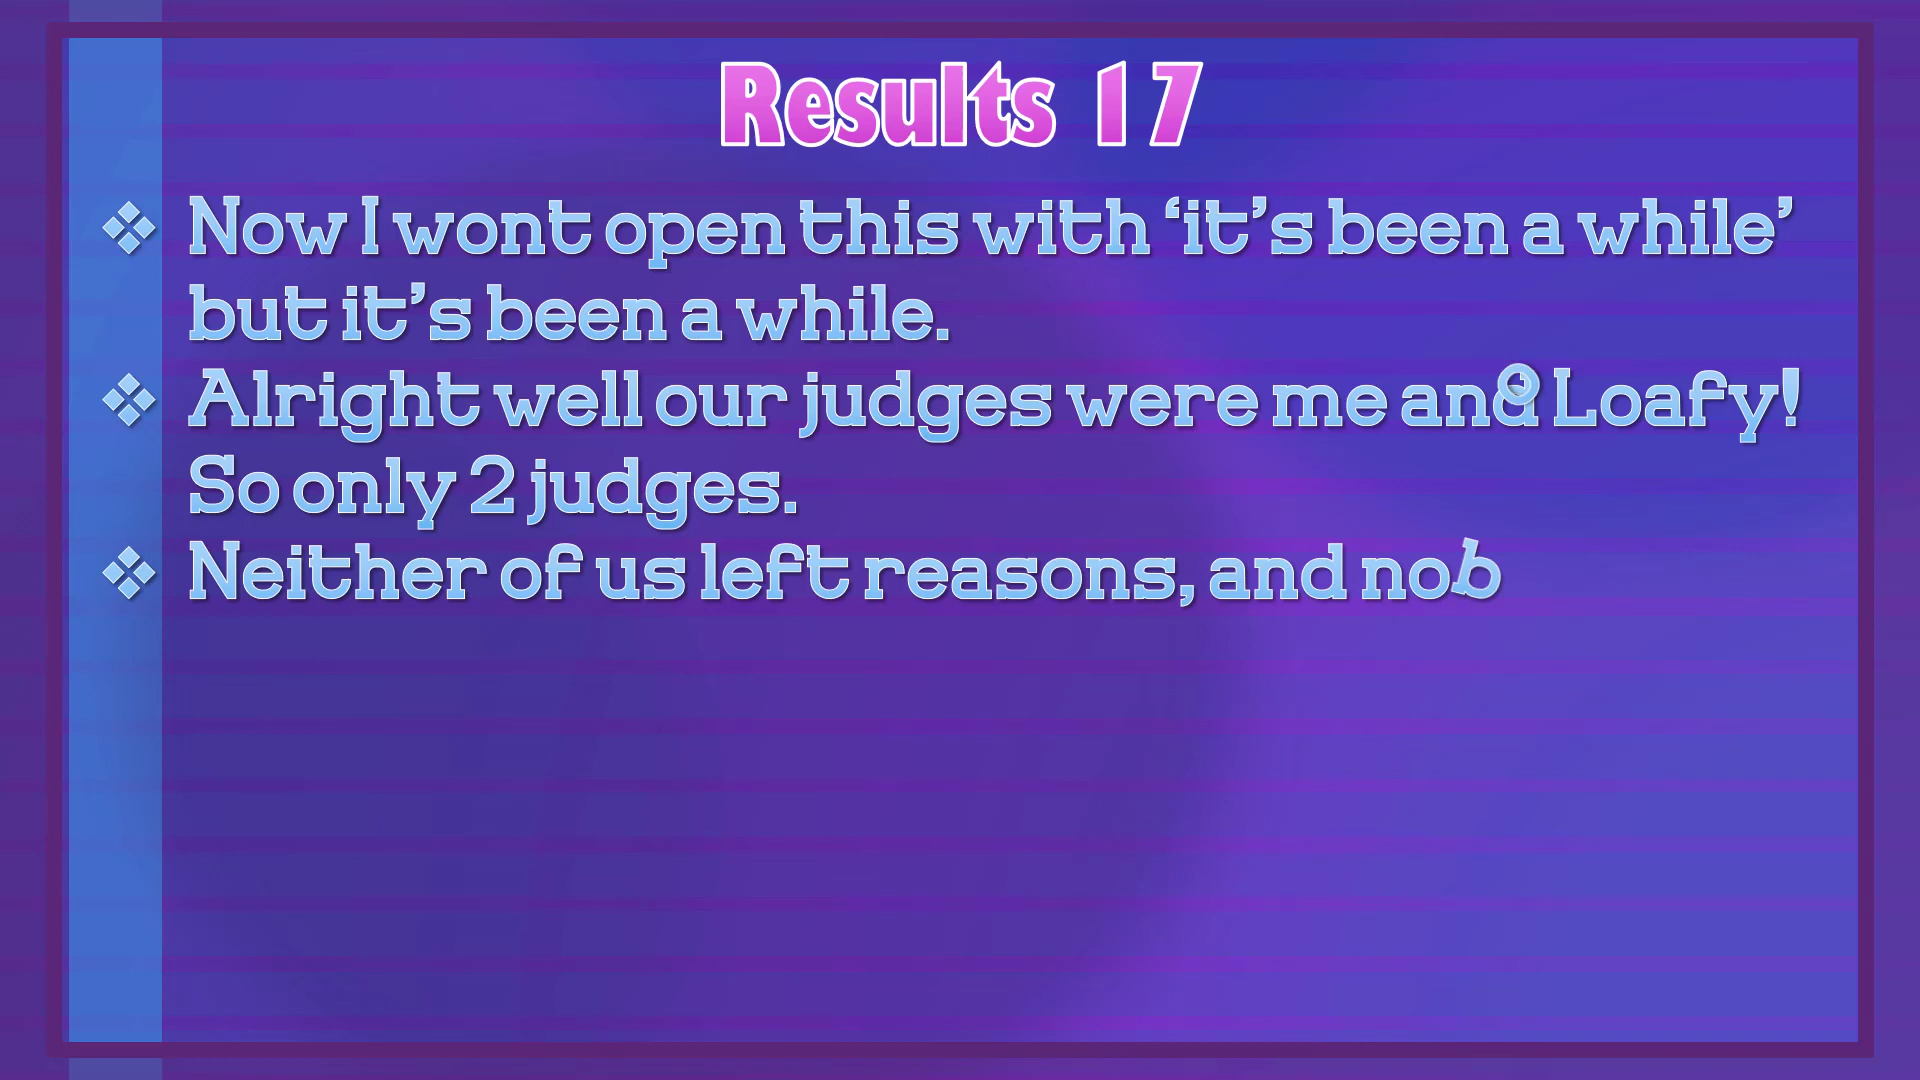 Results 17
❖ Now I wont open this with ‘it’s been a while’
but it’s been a while.
❖ Alright well our judges were me and Loafy!
So only 2 judges.
❖ Neither of us left reasons, and nob